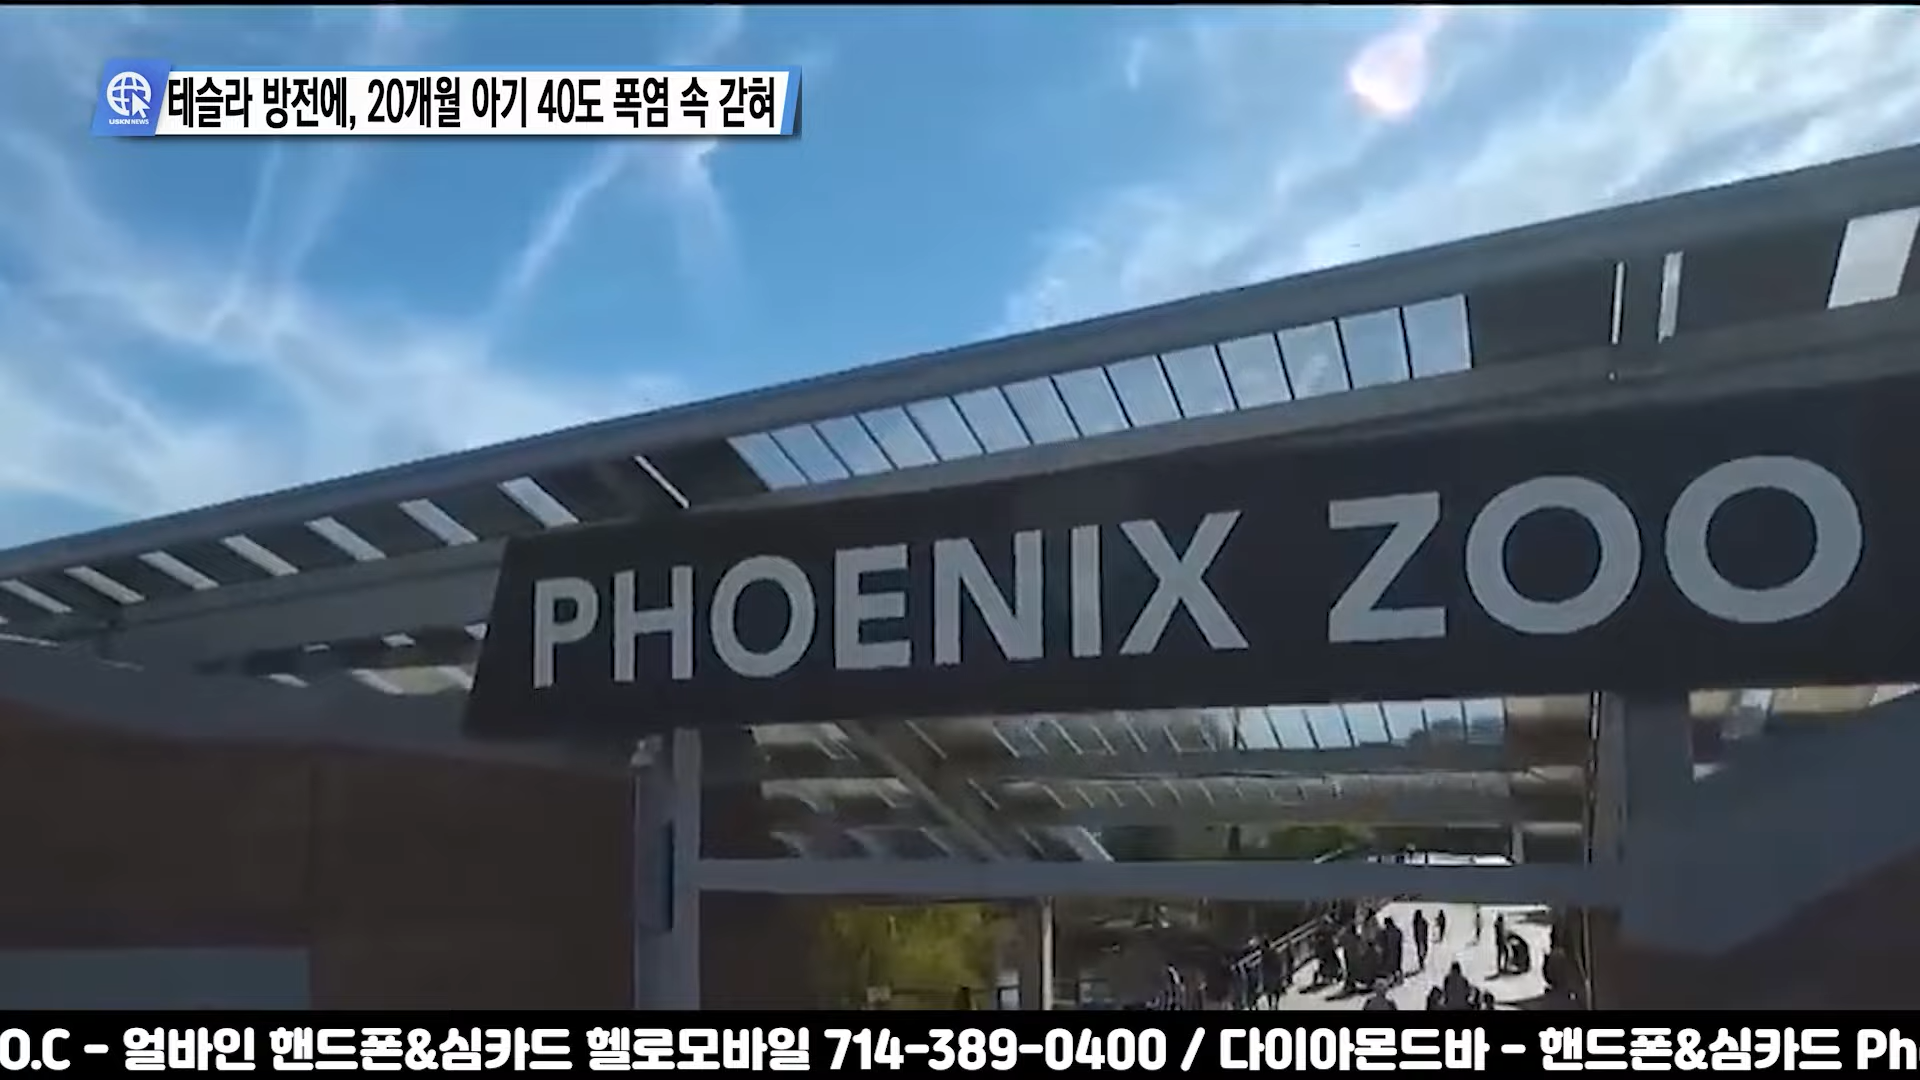 테슬라 방전에, 20개월 아기 40도 폭염 속 갇혀
USKN NEWS
PHOENIX ZOO
O.C - 얼바인 핸드폰&심카드 헬로모바일 714-389-0400 / 다이아몬드바 - 핸드폰&심카드 Ph